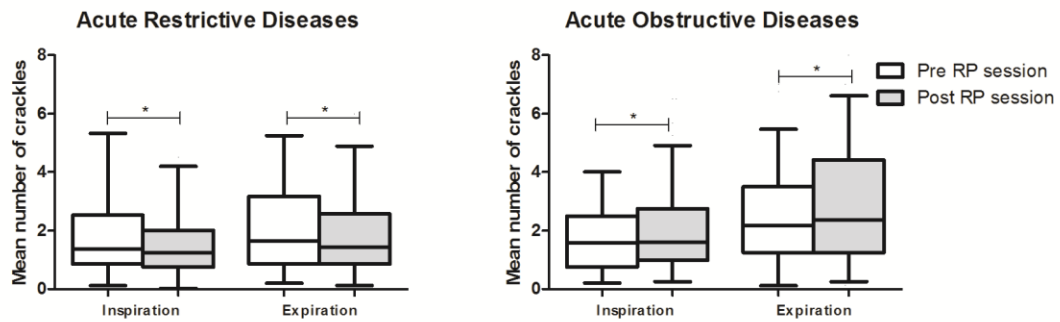 Acute Restrictive Diseases
Mean number of crackles
8
6
4
2
0
*
*
Inspiration
Expiration
Acute Obstructive Diseases
Mean number of crackles
8
6
4
2
0
*
*
Inspiration
Expiration
Pre RP session
Post RP session